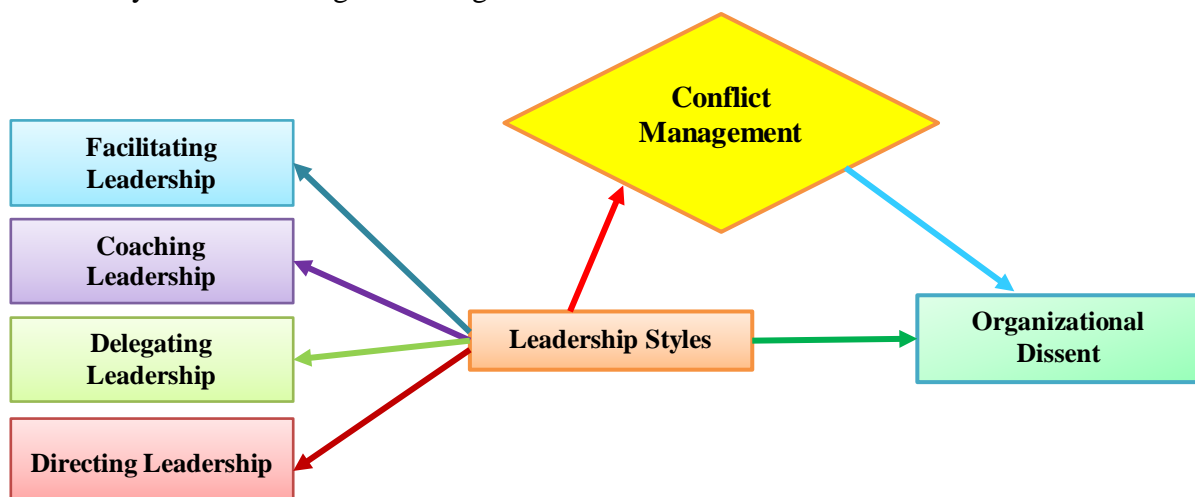 Conflict
Management
Facilitating
Leadership
Coaching
Leadership
Delegating
Leadership
Directing Leadership
Leadership Styles
Organizational
Dissent